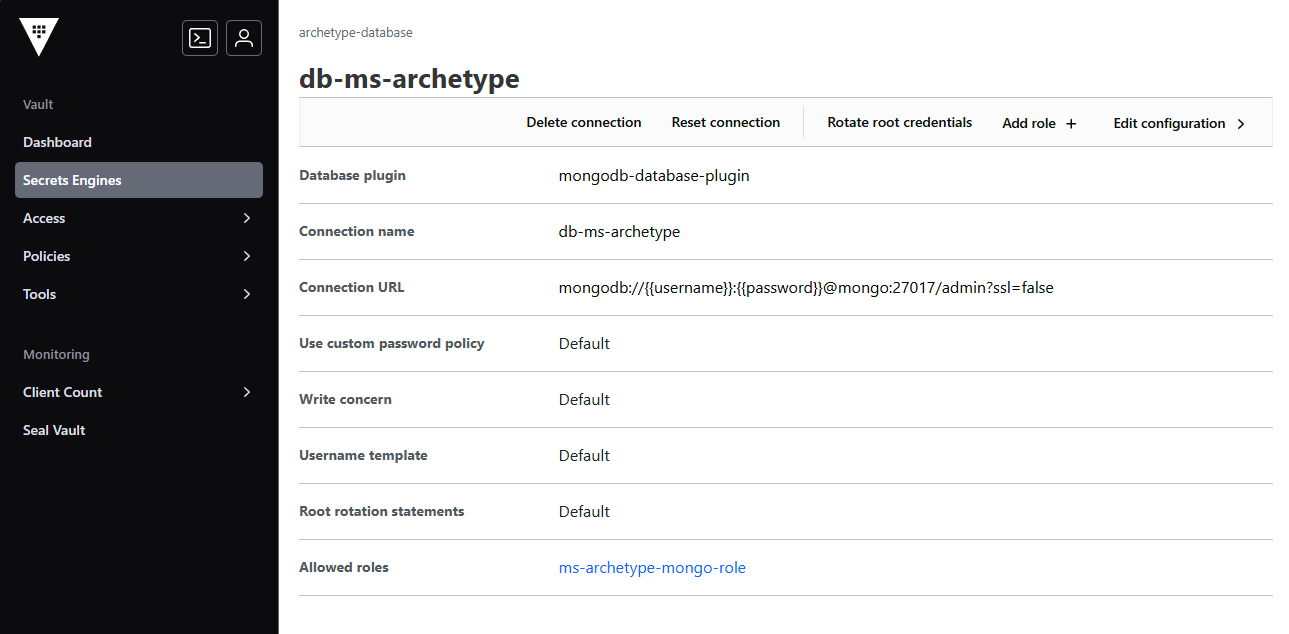 Vault
Dashboard
Secrets Engines
Access
Policies
Tools
Monitoring
Client Count
Seal Vault
archetype-database
db-ms-archetype
Delete connection Reset connection Rotate root credentials Add role + Edit configuration
Database plugin mongodb-database-plugin
Connection name db-ms-archetype
Connection URL mongodb://{{username}}:{{password}}@mongo:27017/admin?ssl=false
Use custom password policy Default
Write concern Default
Username template Default
Root rotation statements Default
Allowed roles ms-archetype-mongo-role